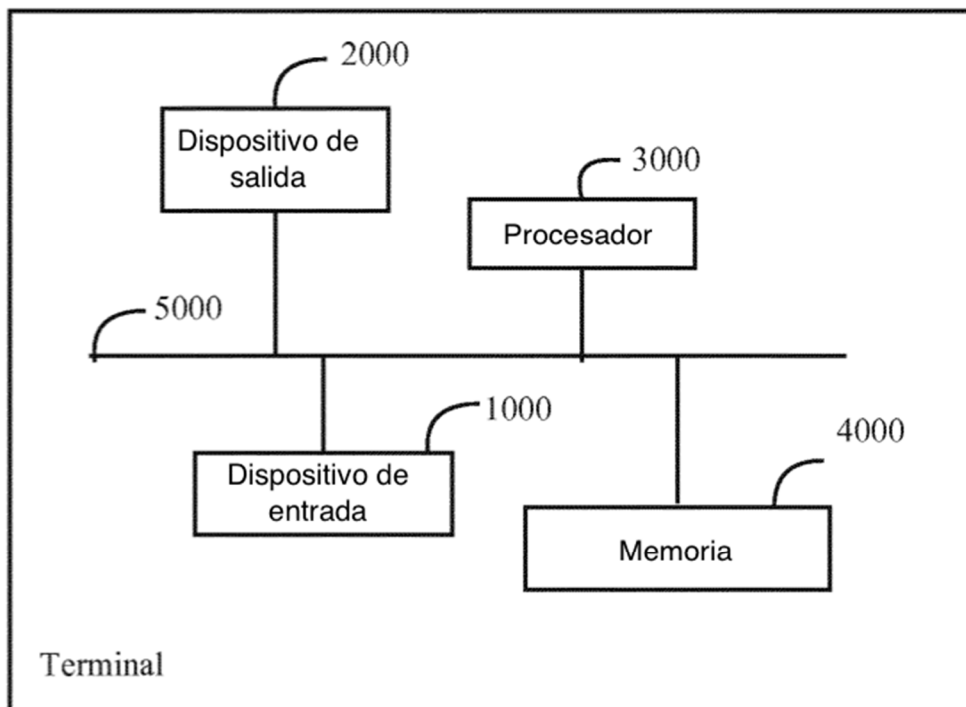 2000
Dispositivo de
salida
3000
Procesador
5000
1000
Dispositivo de
entrada
4000
Memoria
Terminal